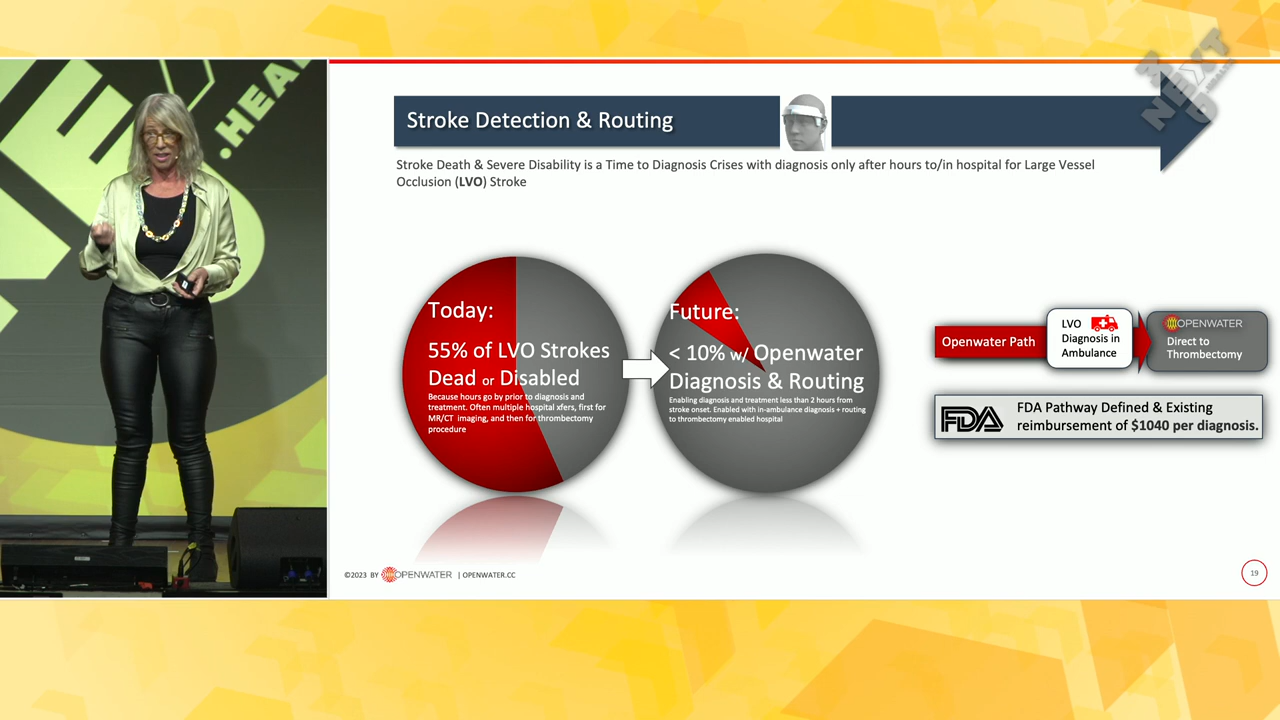 .HEA
NEXT
Stroke Detection & Routing
Stroke Death & Severe Disability is a Time to Diagnosis Crises with diagnosis only after hours to/in hospital for Large Vessel
Occlusion (LVO) Stroke
Today:
55% of LVO Strokes
Dead or Disabled
Because hours go by prior to diagnosis and
treatment. Often multiple hospital xfers, first for
MR/CT imaging, and then for thrombectomy
procedure
Future:
< 10% w/ Openwater
Diagnosis & Routing
Enabling diagnosis and treatment less than 2 hours from
stroke onset. Enabled with in-ambulance diagnosis + routing
to thrombectomy enabled hospital
Openwater Path
LVO
Diagnosis in
Ambulance
OPENWATER
Direct to
Thrombectomy
FDA
FDA Pathway Defined & Existing
reimbursement of $1040 per diagnosis.
©2023 BY OPENWATER | OPENWATER.CC
19